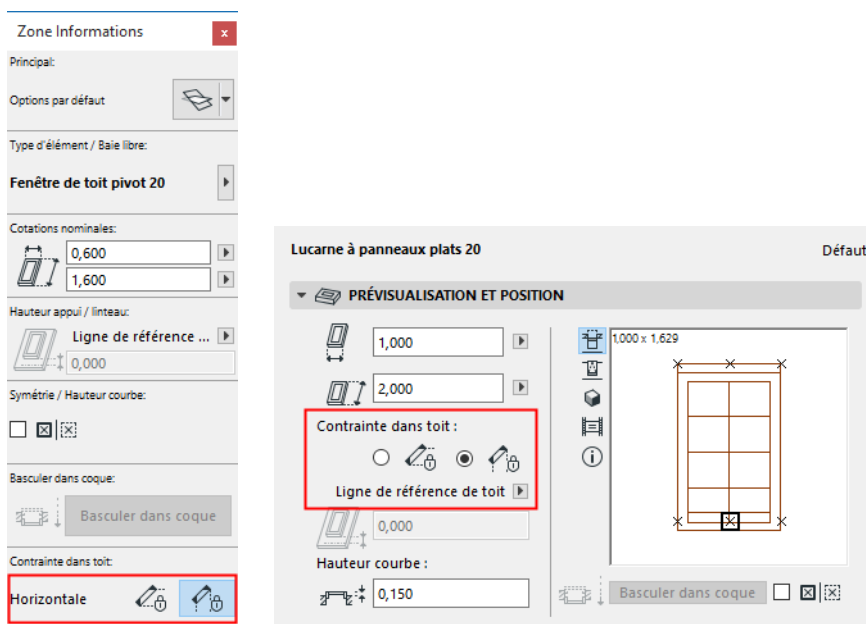 Zone Informations
x
Principal:
Options par défaut
Type d'élément / Baie libre:
Fenêtre de toit pivot 20
Cotations nominales:
0,600
1,600
Hauteur appui / linteau:
Ligne de référence ...
0,000
Symétrie / Hauteur courbe:
Basculer dans coque:
Basculer dans coque
Contrainte dans toit:
Horizontale
Lucarne à panneaux plats 20
Défaut
PRÉVISUALISATION ET POSITION
1,000
1,000 x 1,629
2,000
Contrainte dans toit :
Ligne de référence de toit
0,000
Hauteur courbe :
0,150
Basculer dans coque